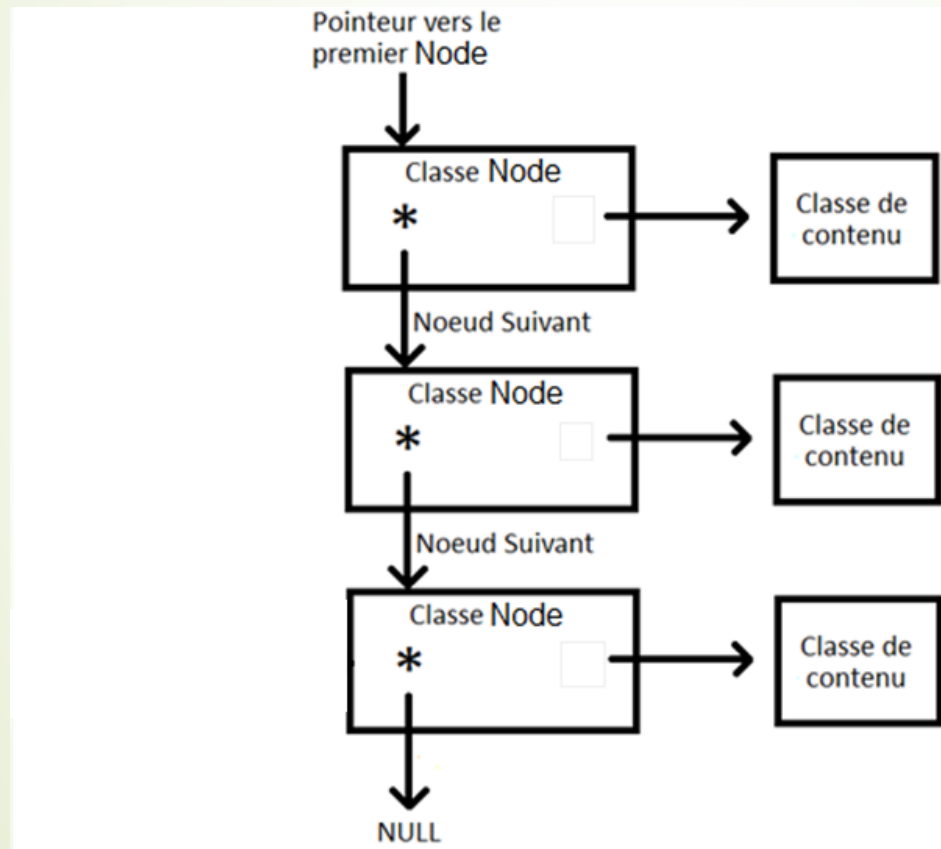 Pointeur vers le
premier Node
Classe Node
*
Classe de
contenu
Noeud Suivant
Classe Node
*
Classe de
contenu
Noeud Suivant
Classe Node
*
Classe de
contenu
NULL